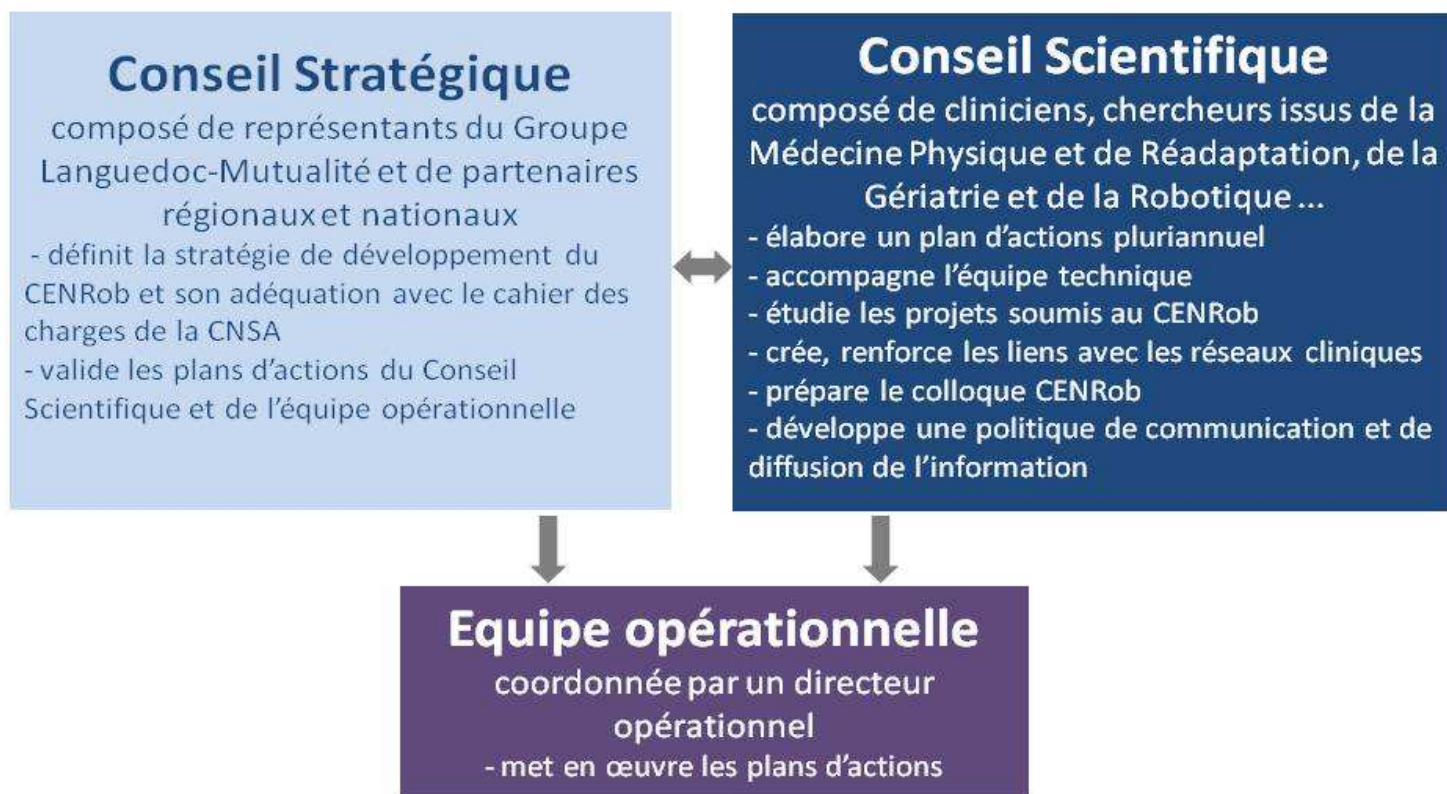 Conseil Stratégique
composé de représentants du Groupe
Languedoc-Mutualité et de partenaires
régionaux et nationaux
- définit la stratégie de développement du
CENRob et son adéquation avec le cahier des
charges de la CNSA
- valide les plans d'actions du Conseil
Scientifique et de l'équipe opérationnelle
Conseil Scientifique
composé de cliniciens, chercheurs issus de la
Médecine Physique et de Réadaptation, de la
Gériatrie et de la Robotique ...
- élabore un plan d'actions pluriannuel
- accompagne l'équipe technique
- étudie les projets soumis au CENRob
- crée, renforce les liens avec les réseaux cliniques
- prépare le colloque CENRob
- développe une politique de communication et de
diffusion de l'information
Equipe opérationnelle
coordonnée par un directeur
opérationnel
- met en œuvre les plans d'actions